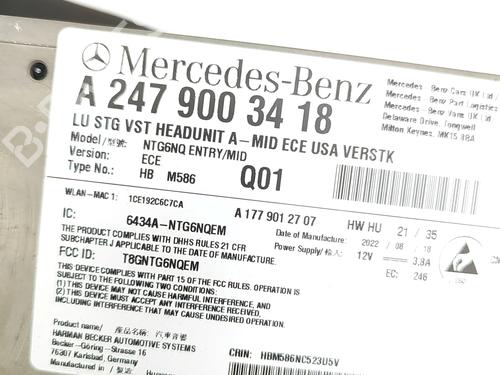 Mercedes-Benz
Mercedes - Benz Cars UK Ltd /
Mercedes - Benz Part Logistics
Mercedes - Benz Vans UK Ltd /
Delaware Drive, Tongwell
Milton Keynes, MK15 8BA
A 247 900 3 4 18
LU STG VST HEADUNIT A-MID ECE USA VERSTK
Model/型號: NTG6NQ ENTRY/MID
Version: ECE
Type No.: HB M586
Q01
WLAN-MAC 1: 1CE192C6C7CA
A 177 901 27 07
HW HU 21 / 35
IC: 6434A-NTG6NQEM
Date of Manufacture: 2022 / 08 / 18
THE PRODUCT COMPLIES WITH DHHS RULES 21 CFR
SUBCHAPTER J APPLICABLE AT DATE OF MANUFACTURE.
Power Supply/ 輸入: 12V 3,8A
FCC ID: T8GNTG6NQEM
EC: 246
THIS DEVICE COMPLIES WITH PART 15 OF THE FCC RULES. OPERATION IS
SUBJECT TO THE FOLLOWING TWO CONDITIONS:
(1) THIS DEVICE MAY NOT CAUSE HARMFUL INTERFERENCE, AND
(2) THIS DEVICE MUST ACCEPT ANY INTERFERENCE RECEIVED,
INCLUDING INTERFERENCE THAT MAY CAUSE UNDESIRED OPERATION.
Product / 產品名稱: 汽車音響
HARMAN BECKER AUTOMOTIVE SYSTEMS
Becker-Göring-Strasse 16
76307 Karlsbad, Germany
CRIN: HBM586NC523U5V
Manufactured in /